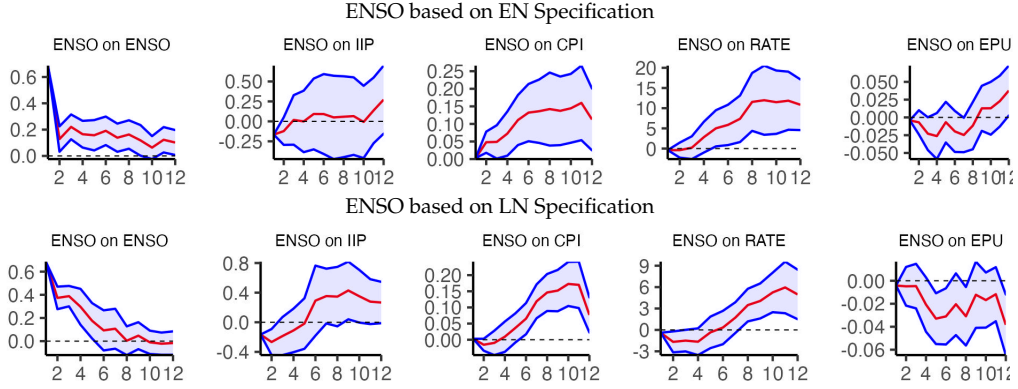 ENSO based on EN Specification
ENSO on ENSO ENSO on IIP ENSO on CPI ENSO on RATE ENSO on EPU
0.6 0.50 0.25 20 0.050
0.4 0.25 0.20 15 0.025
0.2 0.00 0.15 10 0.000
0.0 -0.25 0.10 5 -0.025
0.05 0 -0.050
0.00
2 4 6 8 10 12 2 4 6 8 10 12 2 4 6 8 10 12 2 4 6 8 10 12 2 4 6 8 10 12
ENSO based on LN Specification
ENSO on ENSO ENSO on IIP ENSO on CPI ENSO on RATE ENSO on EPU
0.6 0.8 0.20 9 0.00
0.4 0.4 0.15 6 -0.02
0.2 0.0 0.10 3 -0.04
0.0 -0.4 0.05 0 -0.06
0.00 -3
2 4 6 8 10 12 2 4 6 8 10 12 2 4 6 8 10 12 2 4 6 8 10 12 2 4 6 8 10 12